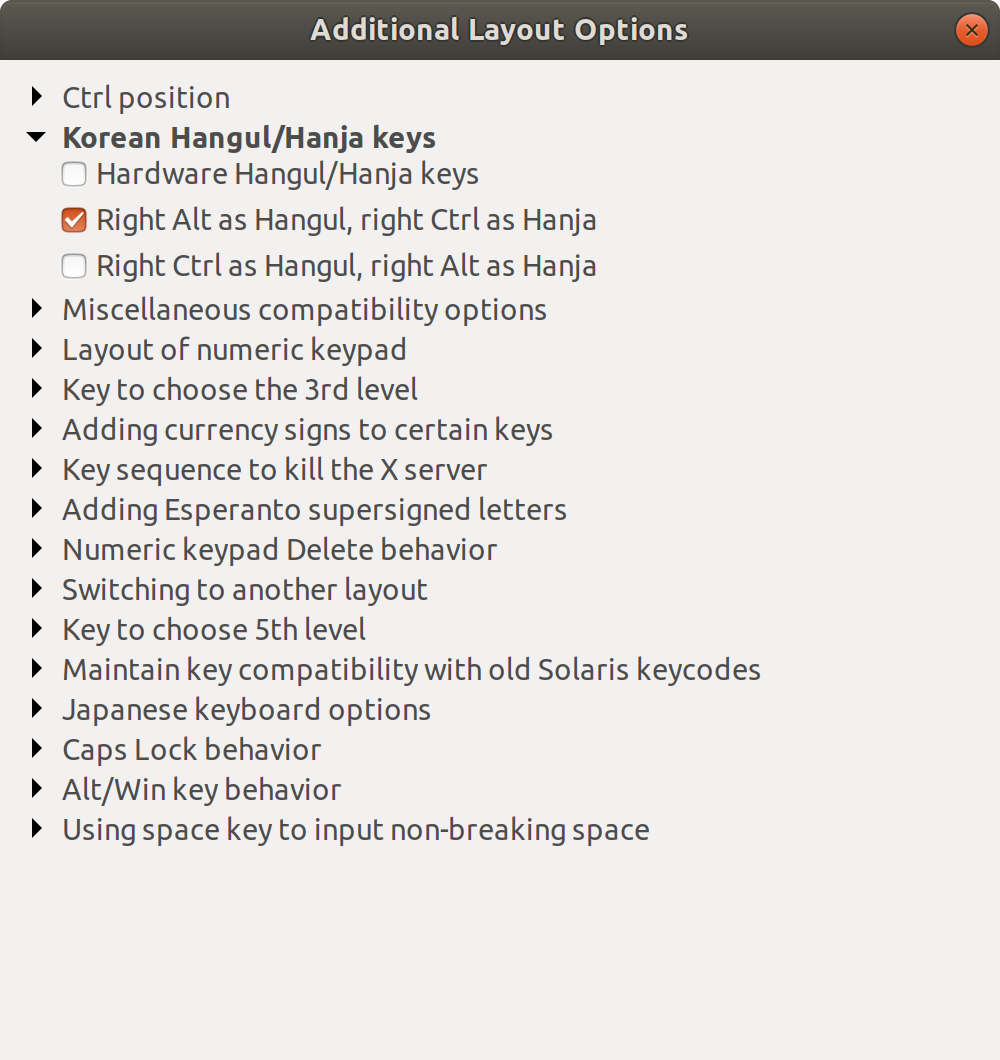 Additional Layout Options
Ctrl position
Korean Hangul/Hanja keys
Hardware Hangul/Hanja keys
Right Alt as Hangul, right Ctrl as Hanja
Right Ctrl as Hangul, right Alt as Hanja
Miscellaneous compatibility options
Layout of numeric keypad
Key to choose the 3rd level
Adding currency signs to certain keys
Key sequence to kill the X server
Adding Esperanto supersigned letters
Numeric keypad Delete behavior
Switching to another layout
Key to choose 5th level
Maintain key compatibility with old Solaris keycodes
Japanese keyboard options
Caps Lock behavior
Alt/Win key behavior
Using space key to input non-breaking space